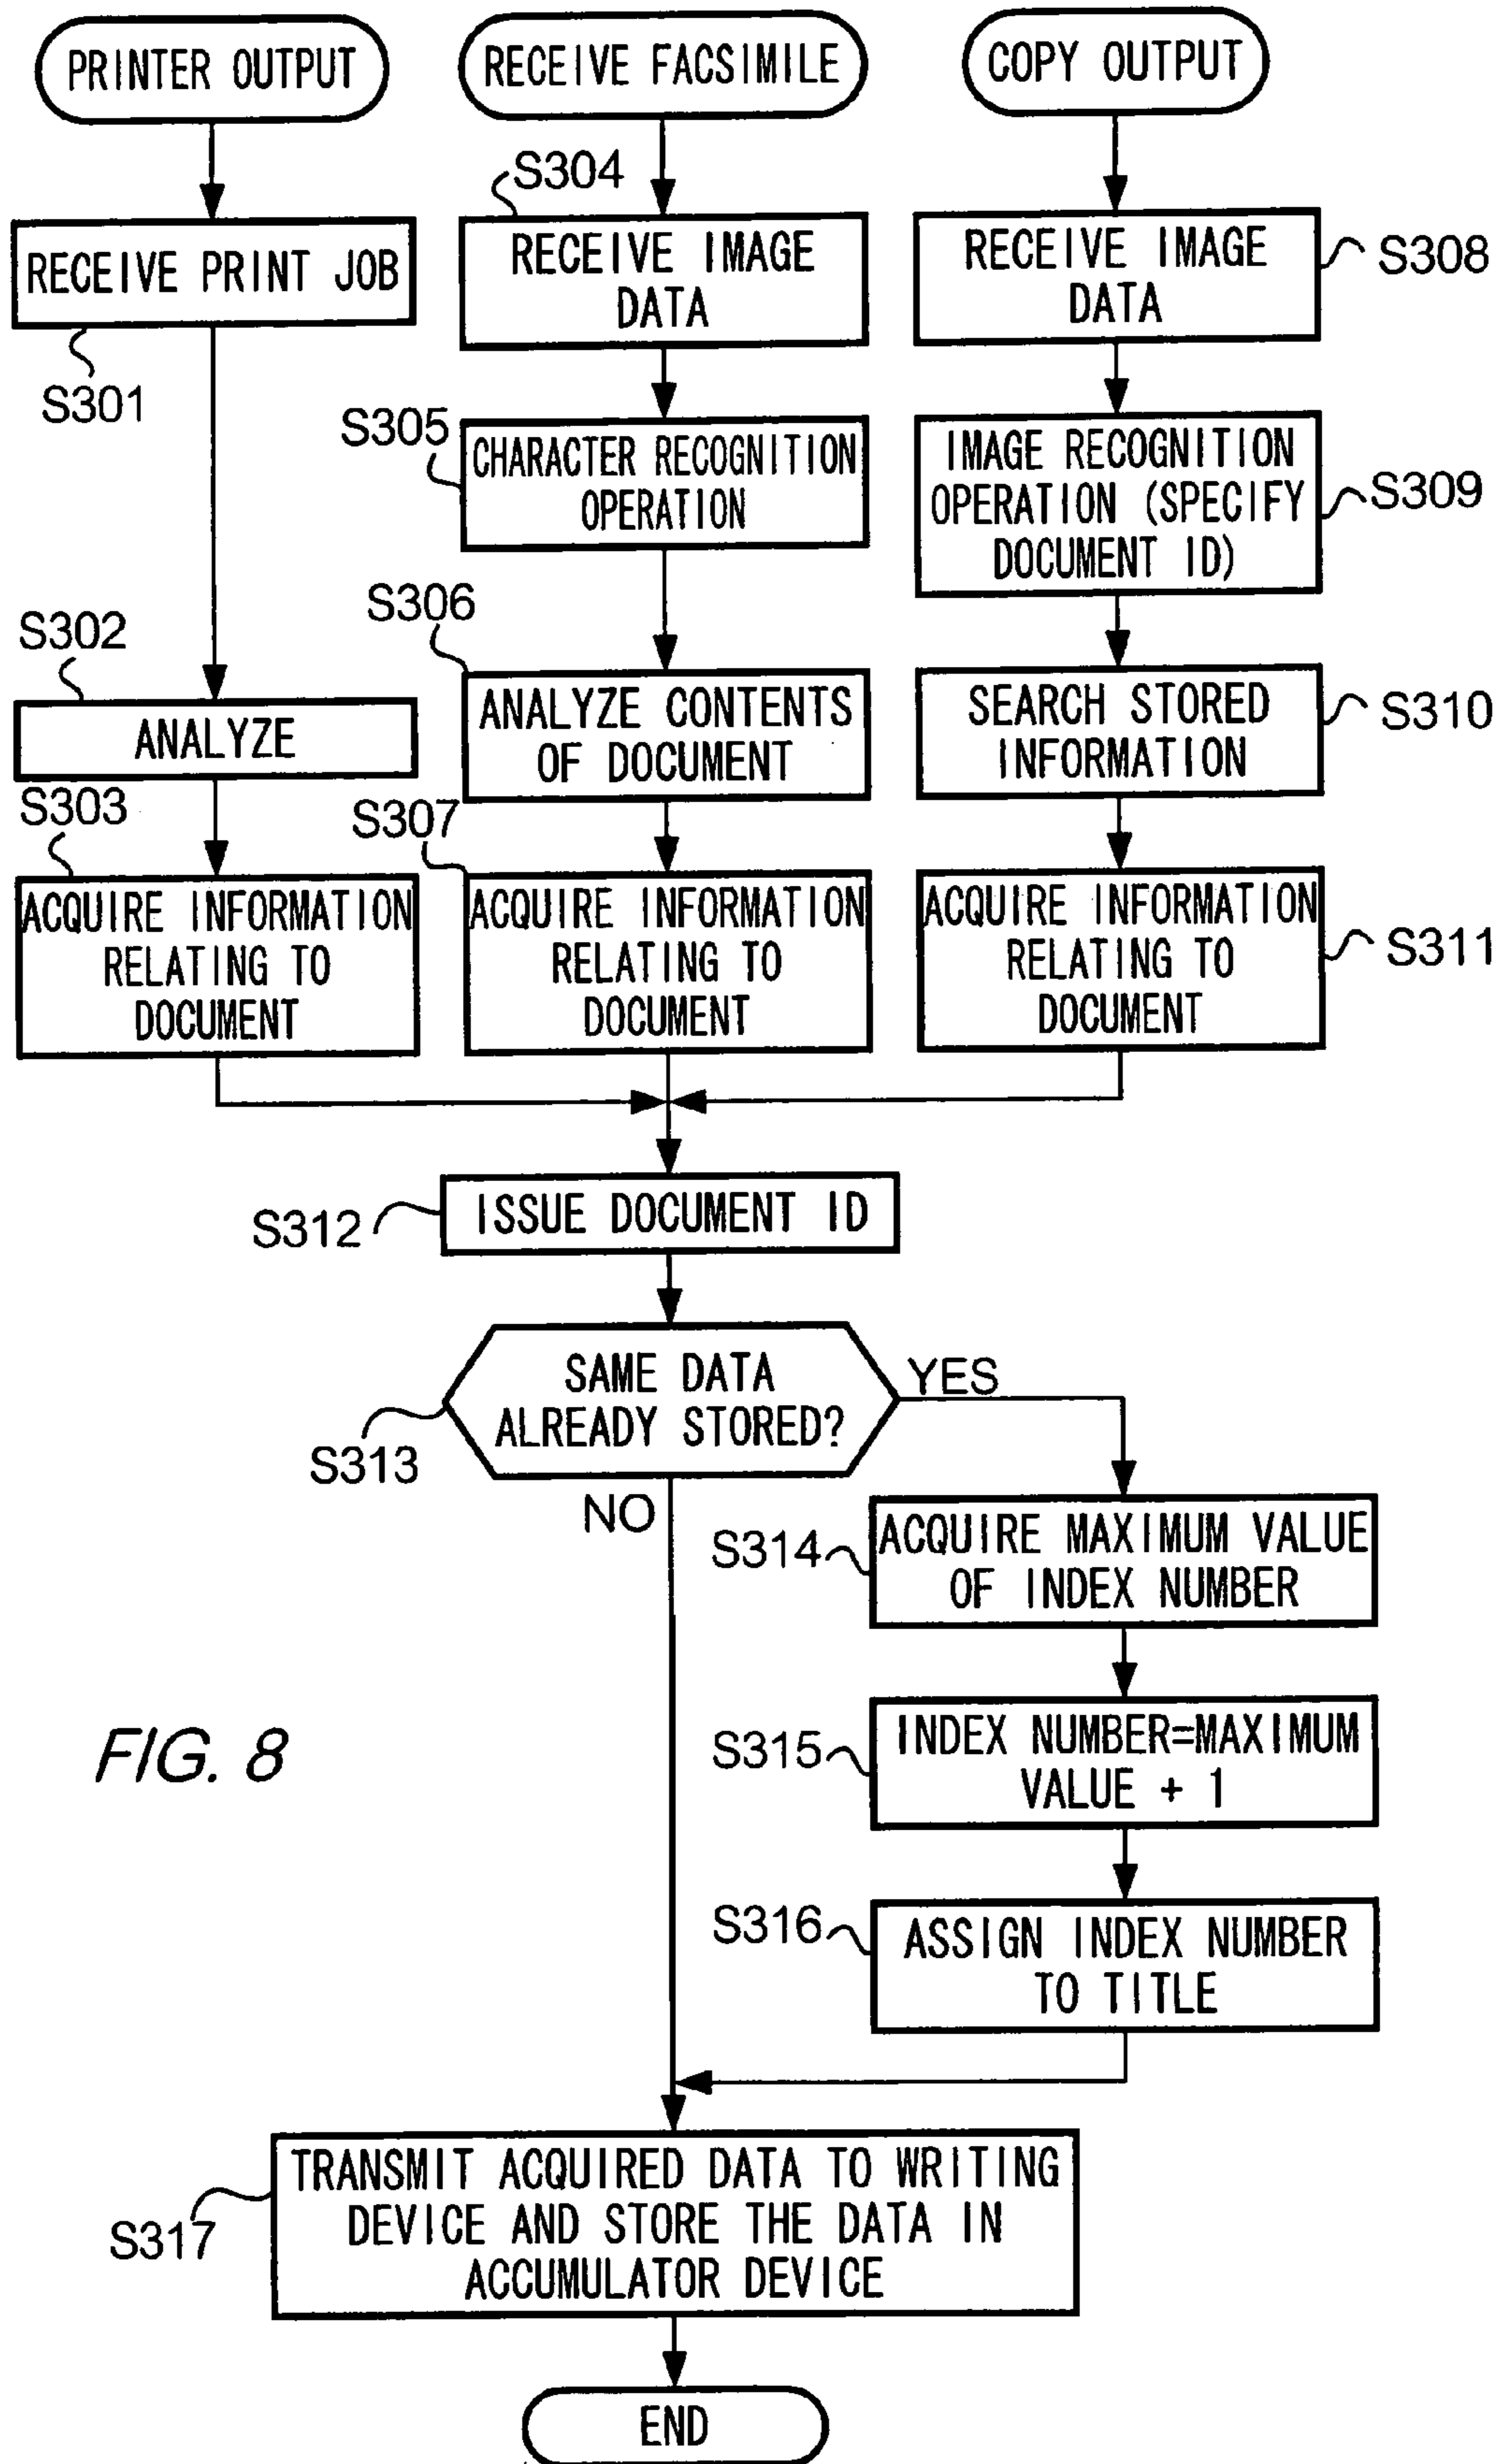 PRINTER OUTPUT
RECEIVE FACSIMILE
COPY OUTPUT
S304
RECEIVE PRINT JOB
S301
RECEIVE IMAGE
DATA
RECEIVE IMAGE
DATA
S308
S305
CHARACTER RECOGNITION
OPERATION
IMAGE RECOGNITION
OPERATION (SPECIFY
DOCUMENT ID)
S309
S302
ANALYZE
S306
ANALYZE CONTENTS
OF DOCUMENT
SEARCH STORED
INFORMATION
S310
S303
ACQUIRE INFORMATION
RELATING TO
DOCUMENT
S307
ACQUIRE INFORMATION
RELATING TO
DOCUMENT
ACQUIRE INFORMATION
RELATING TO
DOCUMENT
S311
S312
ISSUE DOCUMENT ID
SAME DATA
ALREADY STORED?
YES
S313
NO
S314
ACQUIRE MAXIMUM VALUE
OF INDEX NUMBER
S315
INDEX NUMBER=MAXIMUM
VALUE + 1
FIG. 8
S316
ASSIGN INDEX NUMBER
TO TITLE
TRANSMIT ACQUIRED DATA TO WRITING
DEVICE AND STORE THE DATA IN
ACCUMULATOR DEVICE
S317
END